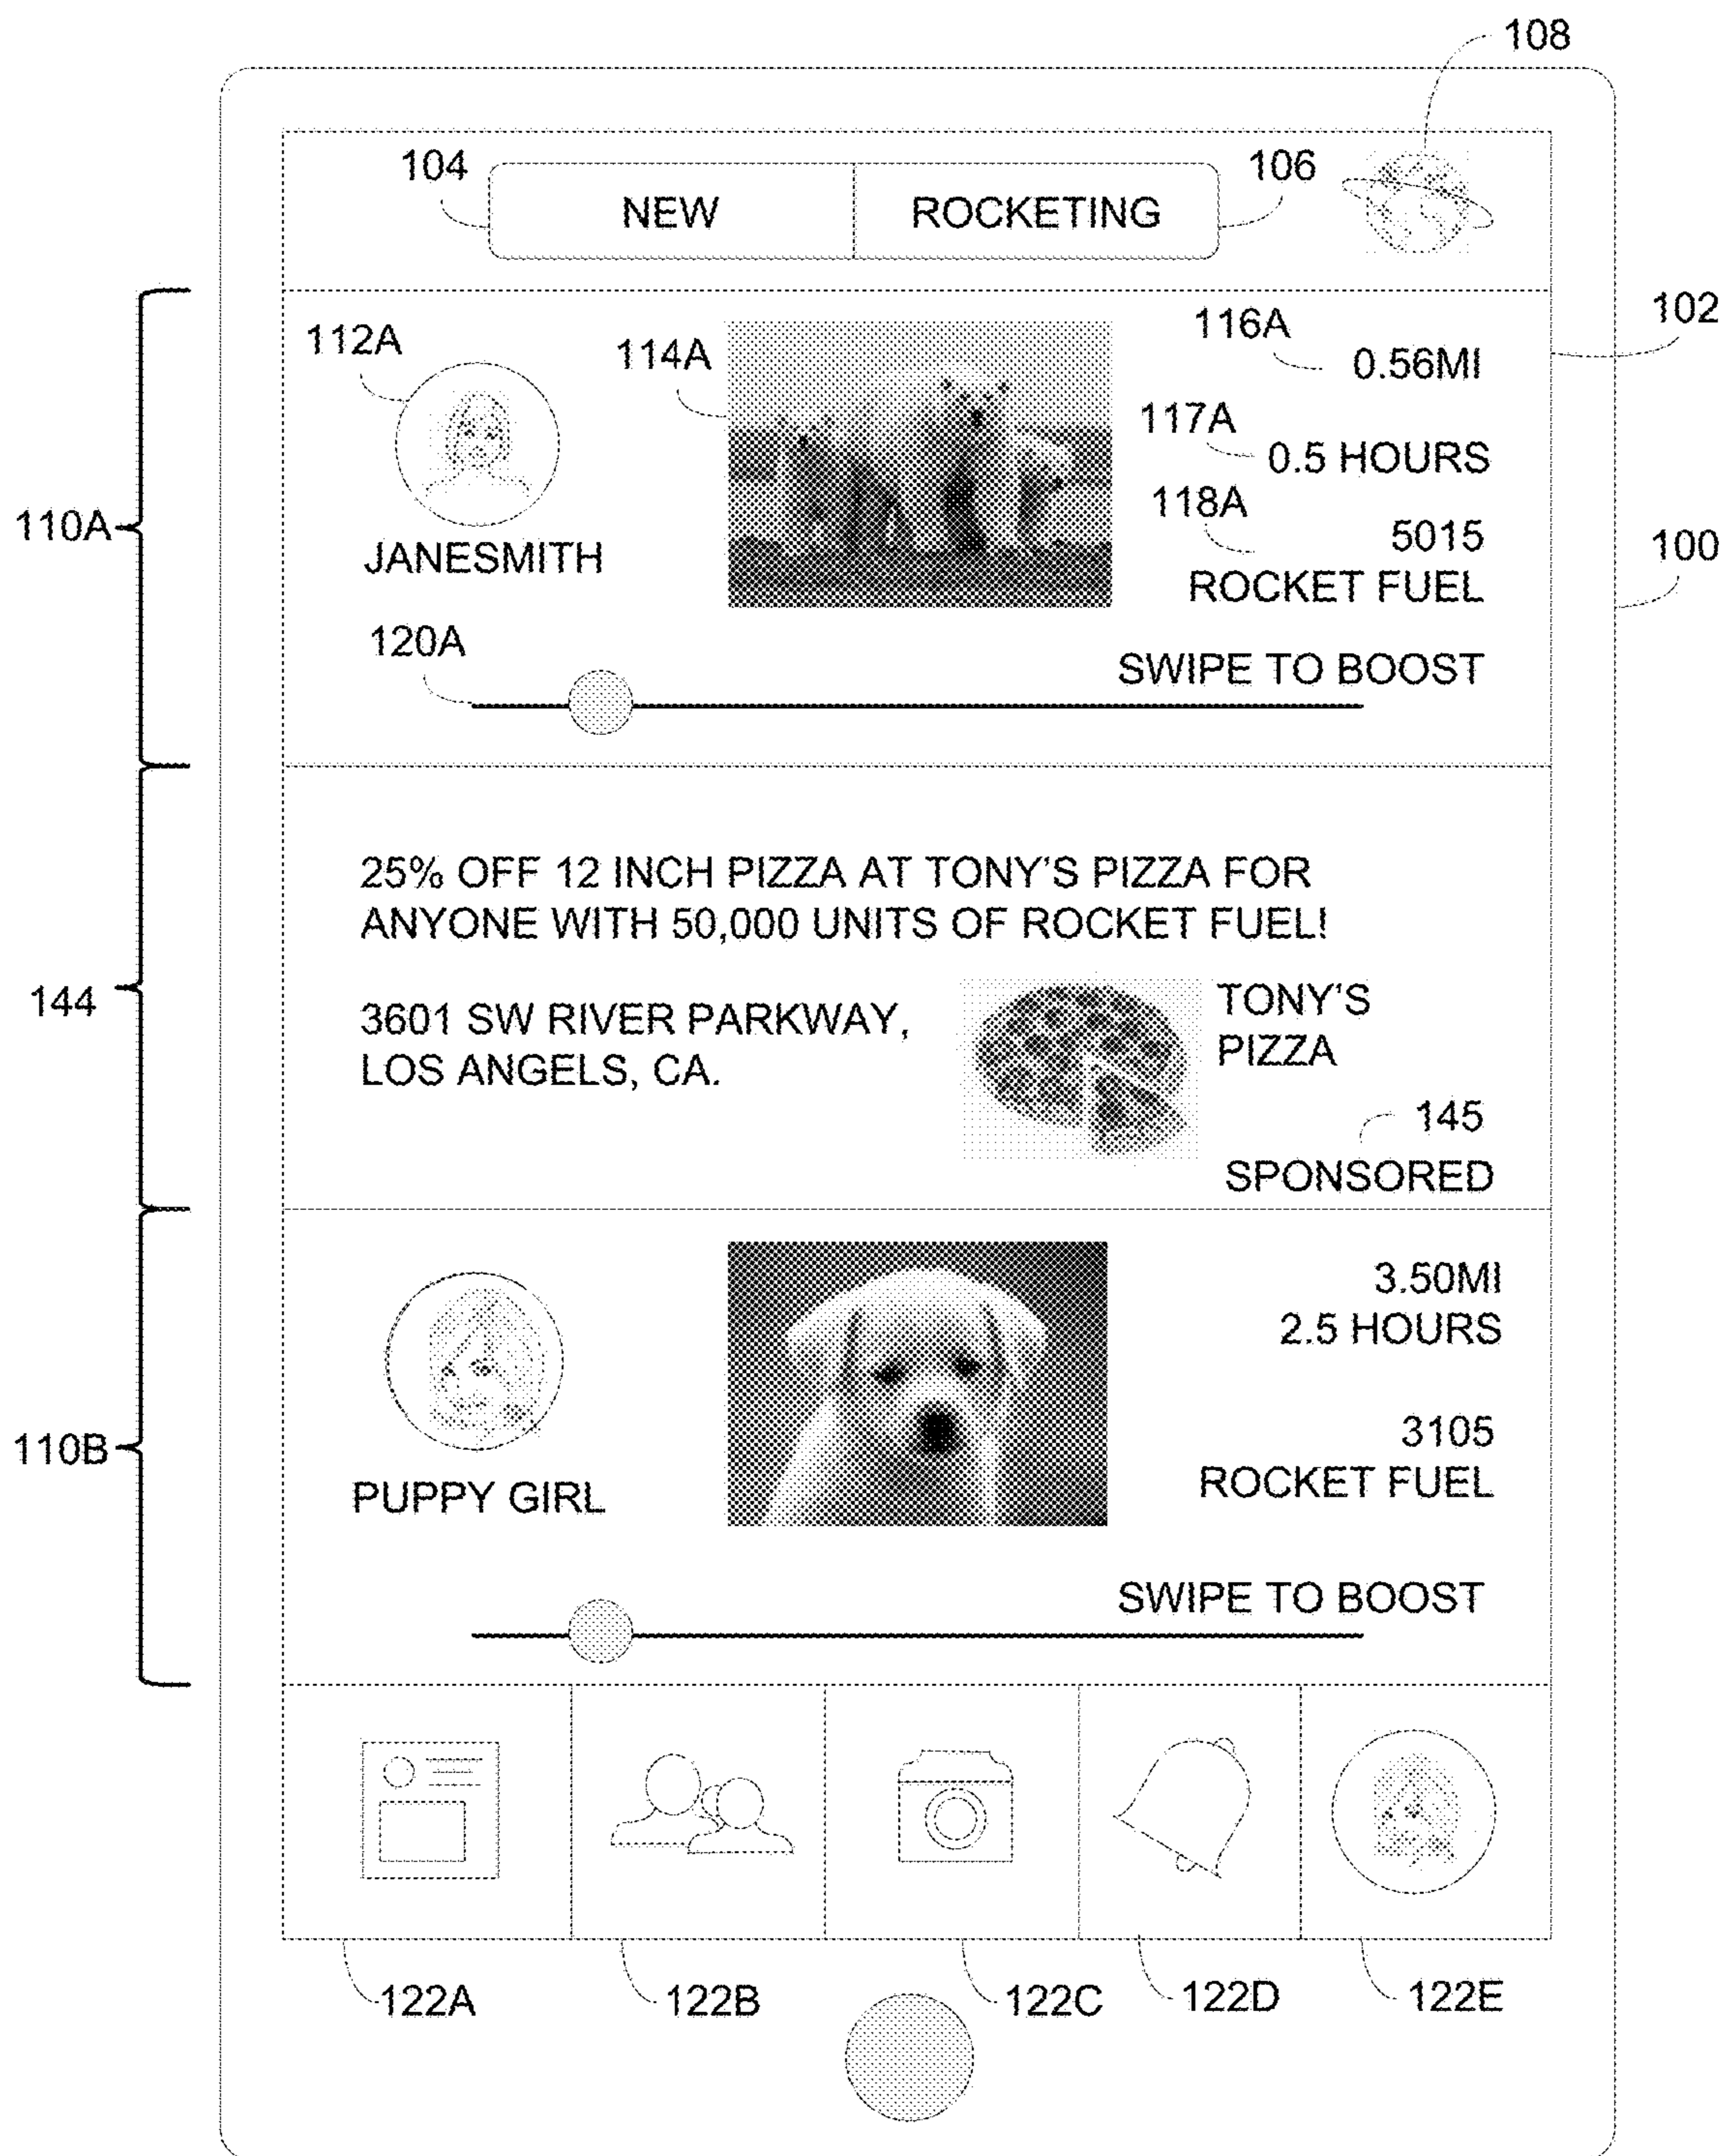 108
104
NEW
ROCKETING
106
102
112A
114A
116A
0.56MI
117A
0.5 HOURS
118A
5015
ROCKET FUEL
110A
JANESMITH
100
120A
SWIPE TO BOOST
25% OFF 12 INCH PIZZA AT TONY'S PIZZA FOR
ANYONE WITH 50,000 UNITS OF ROCKET FUEL!
144
3601 SW RIVER PARKWAY,
LOS ANGELS, CA.
TONY'S
PIZZA
145
SPONSORED
3.50MI
2.5 HOURS
3105
ROCKET FUEL
110B
PUPPY GIRL
SWIPE TO BOOST
122A
122B
122C
122D
122E